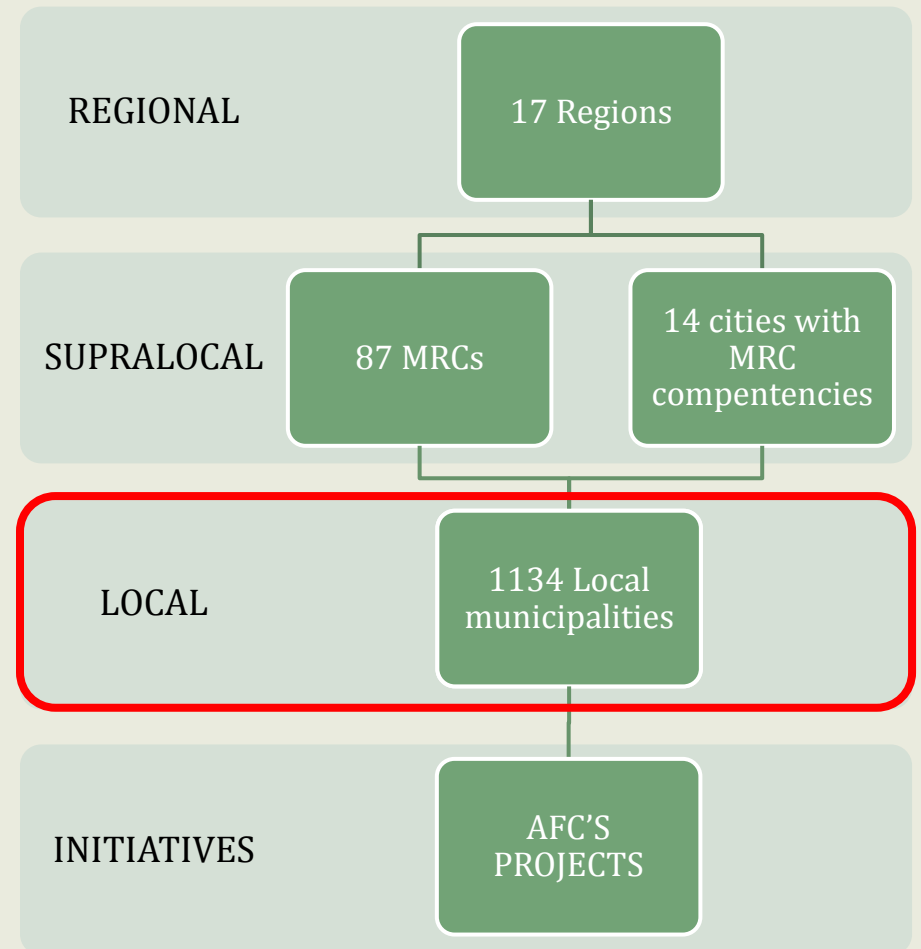 REGIONAL
17 Regions
SUPRALOCAL
87 MRCs
14 cities with
MRC
compentencies
LOCAL
1134 Local
municipalities
INITIATIVES
AFC’S
PROJECTS